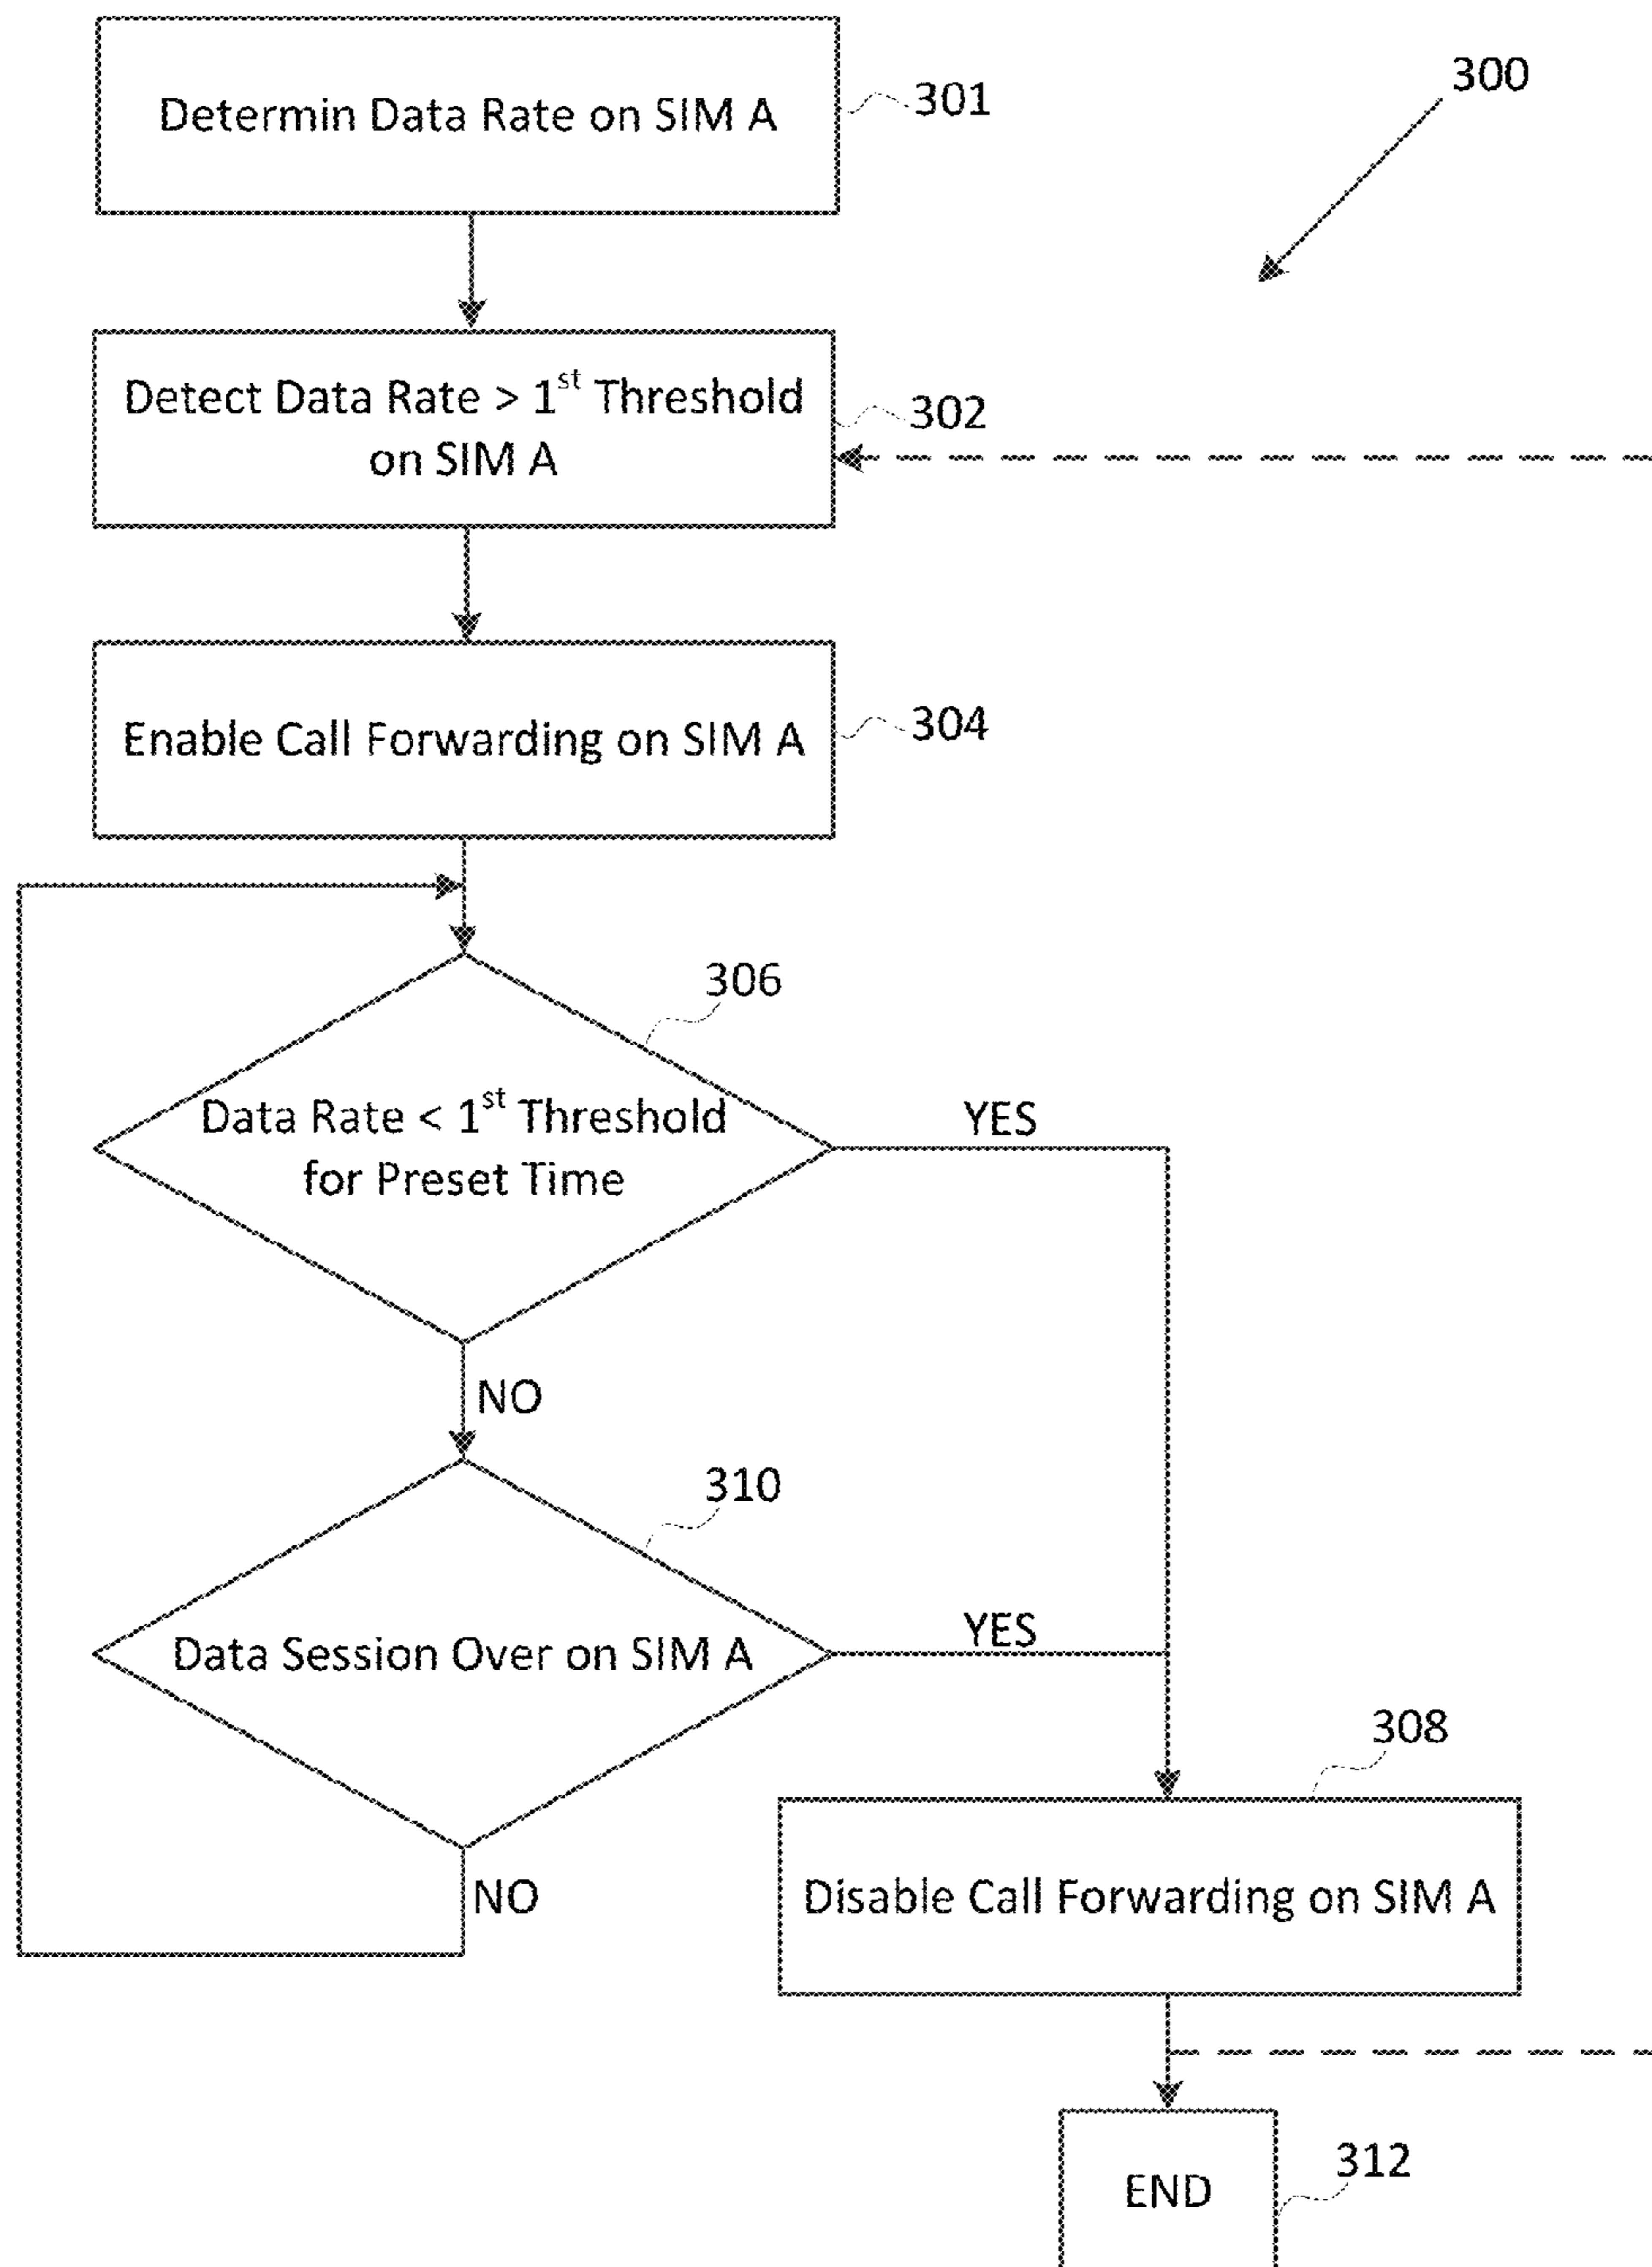 300
Determin Data Rate on SIM A
301
Detect Data Rate > 1st Threshold
on SIM A
302
Enable Call Forwarding on SIM A
304
306
Data Rate < 1st Threshold
for Preset Time
YES
NO
310
Data Session Over on SIM A
YES
NO
308
Disable Call Forwarding on SIM A
END
312